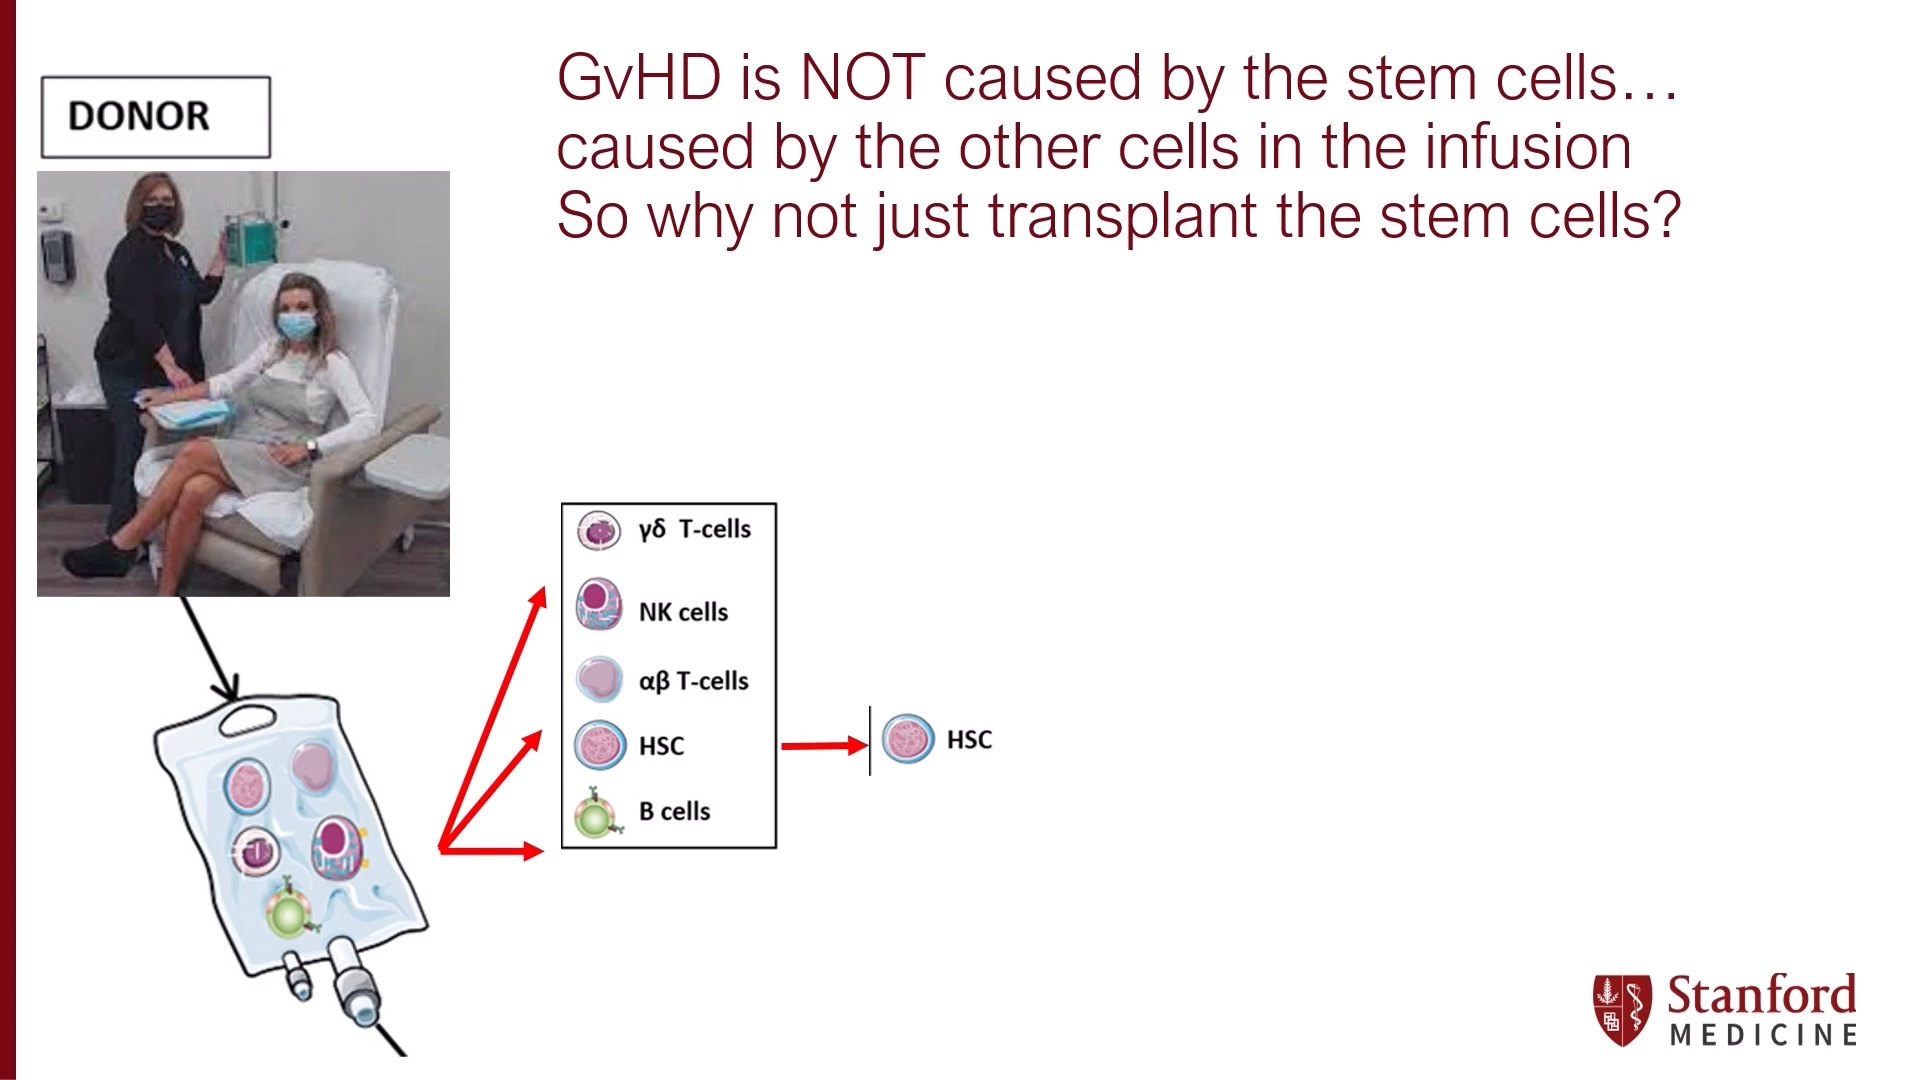 GvHD is NOT caused by the stem cells…
caused by the other cells in the infusion
So why not just transplant the stem cells?
DONOR
γδ T-cells
NK cells
αβ T-cells
HSC
B cells
HSC
Stanford
MEDICINE